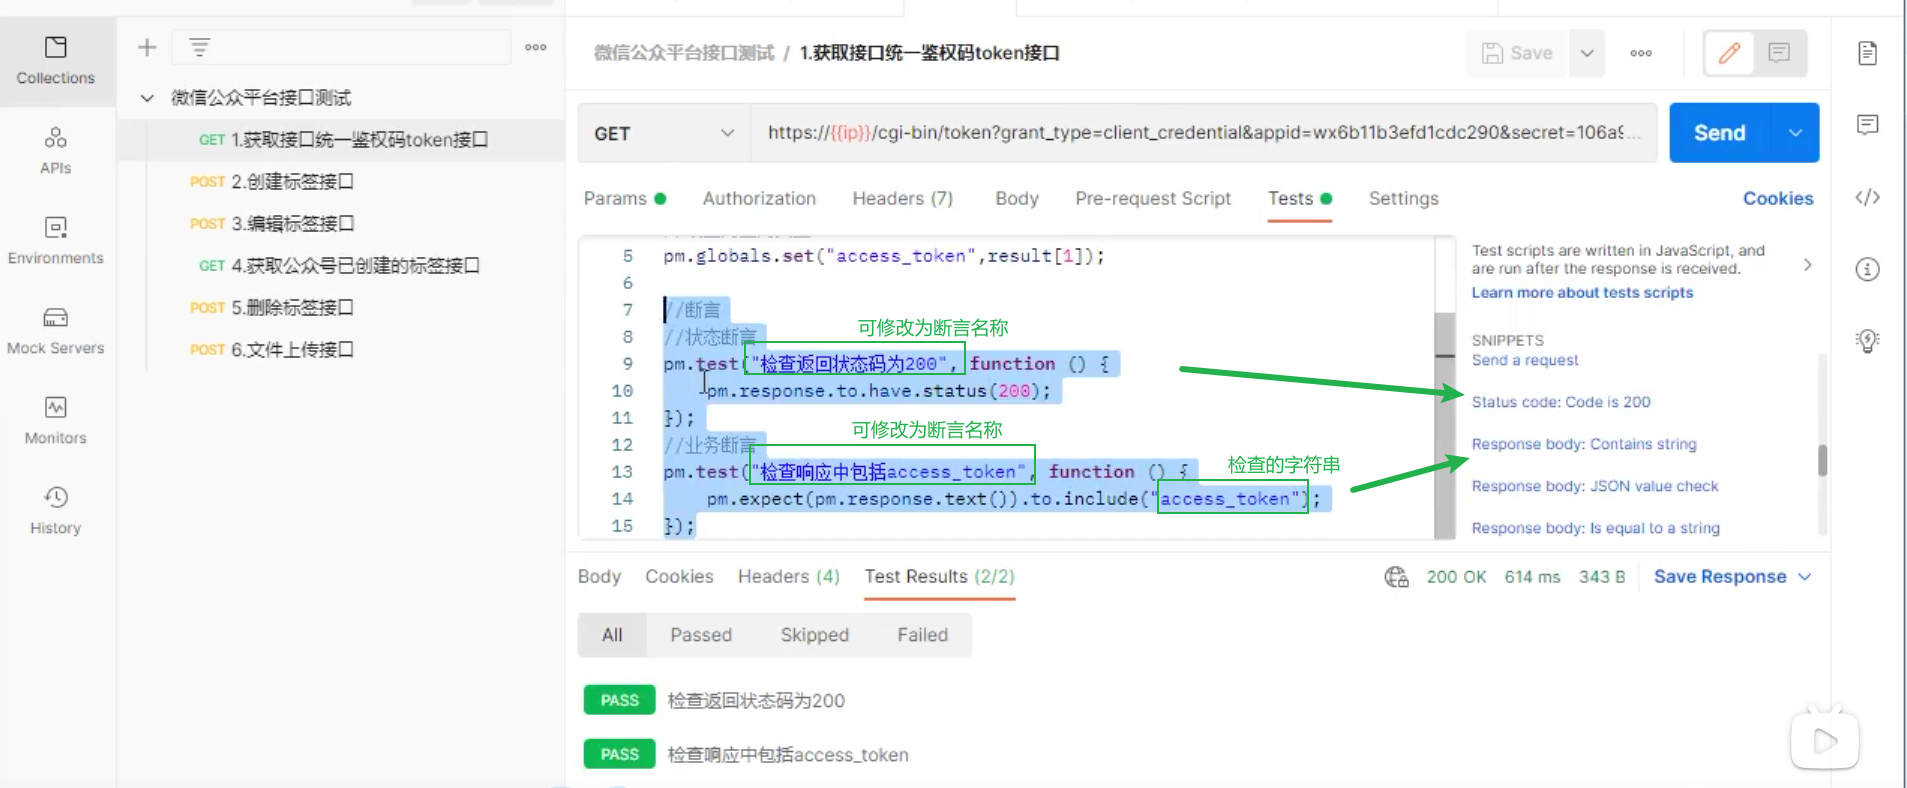 Collections
APIs
Environments
Mock Servers
Monitors
History
微信公众平台接口测试
GET 1.获取接口统一鉴权码token接口
POST 2.创建标签接口
POST 3.编辑标签接口
GET 4.获取公众号已创建的标签接口
POST 5.删除标签接口
POST 6.文件上传接口
微信公众平台接口测试 / 1.获取接口统一鉴权码token接口
Save
GET
https://{{ip}}/cgi-bin/token?grant_type=client_credential&appid=wx6b11b3efd1cdc290&secret=106a9...
Send
Params
Authorization
Headers (7)
Body
Pre-request Script
Tests
Settings
Cookies
5 pm.globals.set("access_token",result[1]);
6
7 //断言
8 //状态断言
可修改为断言名称
9 pm.test("检查返回状态码为200", function () {
10 pm.response.to.have.status(200);
11 });
可修改为断言名称
12 //业务断言
13 pm.test("检查响应中包括access_token", function () {
检查的字符串
14 pm.expect(pm.response.text()).to.include("access_token");
15 });
Test scripts are written in JavaScript, and
are run after the response is received.
Learn more about tests scripts
SNIPPETS
Send a request
Status code: Code is 200
Response body: Contains string
Response body: JSON value check
Response body: Is equal to a string
Body
Cookies
Headers (4)
Test Results (2/2)
200 OK
614 ms
343 B
Save Response
All
Passed
Skipped
Failed
PASS 检查返回状态码为200
PASS 检查响应中包括access_token